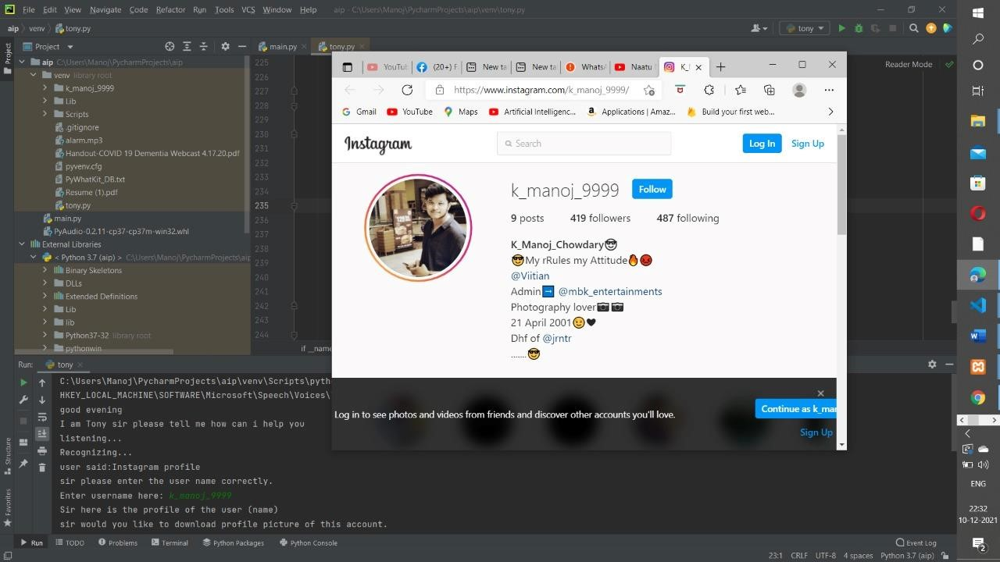 File Edit View Navigate Code Refactor Run Tools VCS Window Help aip - C:\Users\Manoj\PycharmProjects\aip\venv\tony.py
aip venv tony.py
tony
Project
main.py
tony.py
Reader Mode
Project
aip C:\Users\Manoj\PycharmProjects\aip
venv library root
k_manoj_9999
Lib
Scripts
.gitignore
alarm.mp3
Handout-COVID 19 Dementia Webcast 4.17.20.pdf
pyvenv.cfg
PyWhatKit_DB.txt
Resume (1).pdf
tony.py
main.py
PyAudio-0.2.11-cp37-cp37m-win32.whl
External Libraries
< Python 3.7 (aip) > C:\Users\Manoj\PycharmProjects\aip
Binary Skeletons
DLLs
Extended Definitions
Lib
lib
Python37-32 library root
pythonwin
225
226
227
228
229
230
231
232
233
234
235
236
237
238
239
240
241
242
243
244
if __name
YouTub (20+) F New ta New ta WhatsA Naatu K_
https://www.instagram.com/k_manoj_9999/
Gmail YouTube Maps Artificial Intelligenc... Applications | Amaz... Build your first web...
Instagram
Search
Log In
Sign Up
k_manoj_9999
Follow
9 posts 419 followers 487 following
K_Manoj_Chowdary😎
😎My rRules my Attitude🔥😡
@Viitian
Admin➡️ @mbk_entertainments
Photography lover📷📷
21 April 2001😉❤
Dhf of @jrntr
.......😎
Log in to see photos and videos from friends and discover other accounts you'll love.
Continue as k_ma
Sign Up
Run: tony
C:\Users\Manoj\PycharmProjects\aip\venv\Scripts\pyth
HKEY_LOCAL_MACHINE\SOFTWARE\Microsoft\Speech\Voices\
good evening
I am Tony sir please tell me how can i help you
listening...
Recognizing...
user said:Instagram profile
sir please enter the user name correctly.
Enter username here: k_manoj_9999
Sir here is the profile of the user (name)
sir would you like to download profile picture of this account.
Structure
Favorites
Run TODO Problems Terminal Python Packages Python Console
Event Log
23:1 CRLF UTF-8 4 spaces Python 3.7 (aip)
ENG
22:32
10-12-2021
2